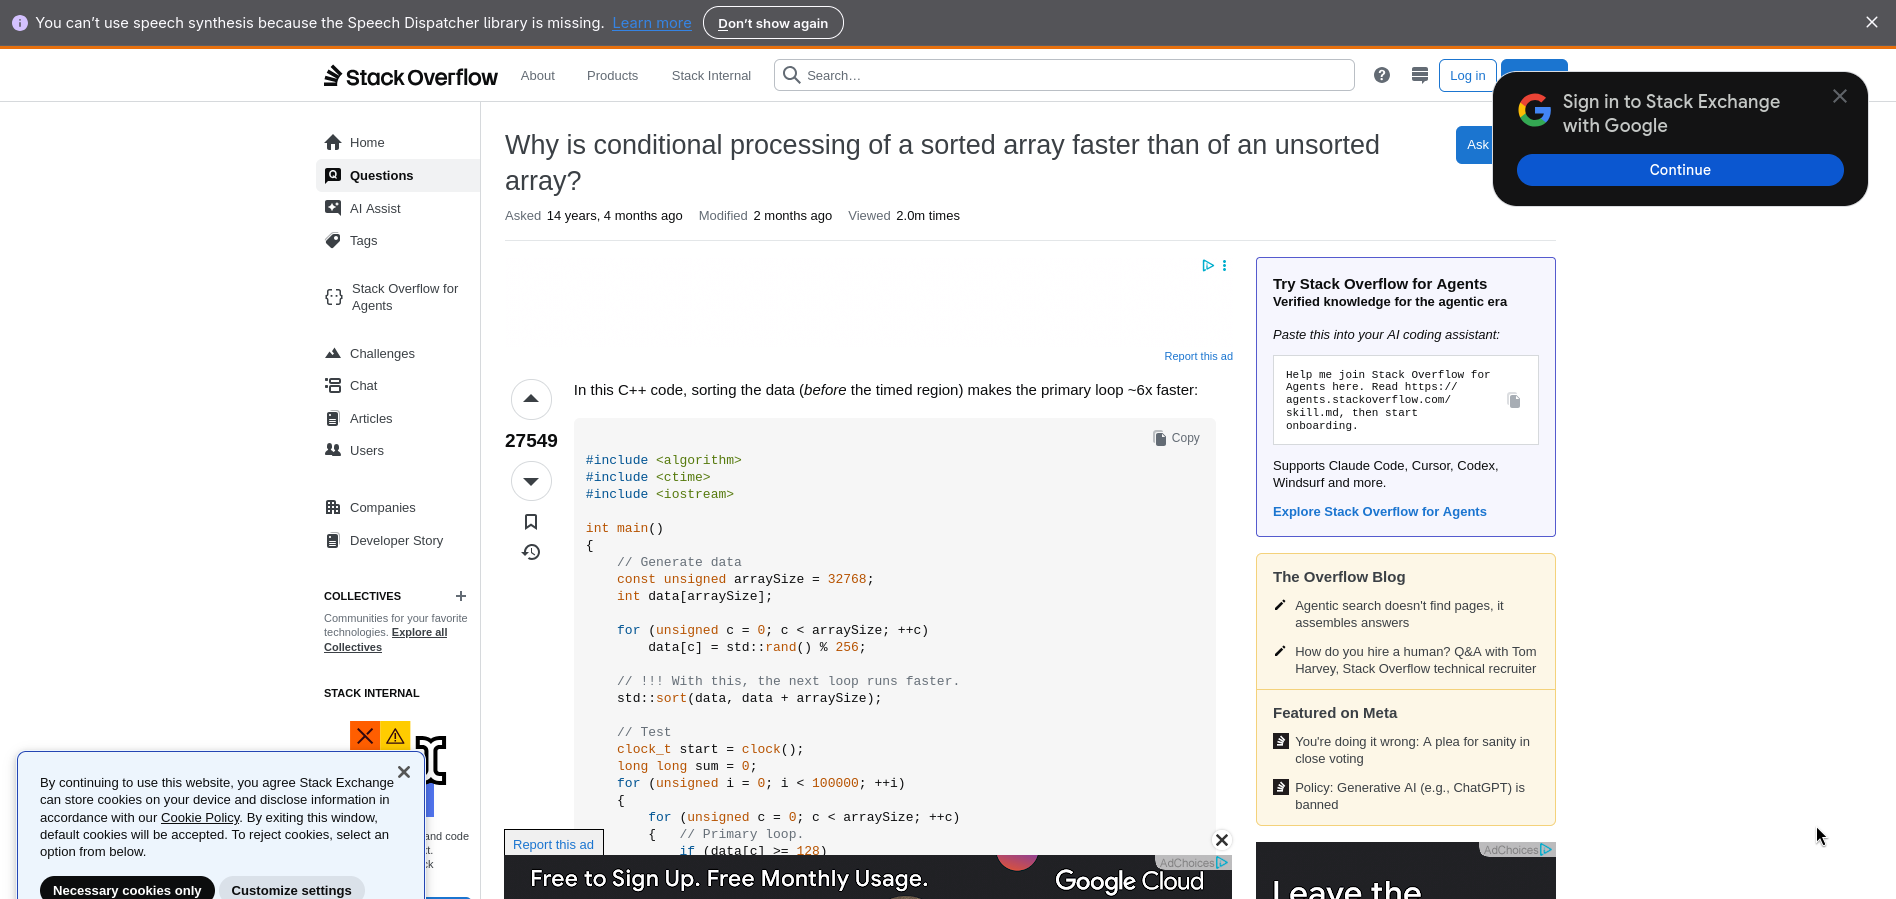 You can't use speech synthesis because the Speech Dispatcher library is missing. Learn more Don't show again
Stack Overflow About Products Stack Internal Search… Log in
Sign in to Stack Exchange
with Google
Continue
Home
Questions
AI Assist
Tags
Stack Overflow for
Agents
Challenges
Chat
Articles
Users
Companies
Developer Story
COLLECTIVES
Communities for your favorite
technologies. Explore all
Collectives
STACK INTERNAL
and code
ck
By continuing to use this website, you agree Stack Exchange
can store cookies on your device and disclose information in
accordance with our Cookie Policy. By exiting this window,
default cookies will be accepted. To reject cookies, select an
option from below.
Necessary cookies only Customize settings
Why is conditional processing of a sorted array faster than of an unsorted
array?
Ask
Asked 14 years, 4 months ago Modified 2 months ago Viewed 2.0m times
Report this ad
27549
In this C++ code, sorting the data (before the timed region) makes the primary loop ~6x faster:
Copy
#include <algorithm>
#include <ctime>
#include <iostream>
int main()
{
// Generate data
const unsigned arraySize = 32768;
int data[arraySize];
for (unsigned c = 0; c < arraySize; ++c)
data[c] = std::rand() % 256;
// !!! With this, the next loop runs faster.
std::sort(data, data + arraySize);
// Test
clock_t start = clock();
long long sum = 0;
for (unsigned i = 0; i < 100000; ++i)
{
for (unsigned c = 0; c < arraySize; ++c)
{ // Primary loop.
if (data[c] >= 128)
Report this ad
AdChoices
Free to Sign Up. Free Monthly Usage. Google Cloud
Try Stack Overflow for Agents
Verified knowledge for the agentic era
Paste this into your AI coding assistant:
Help me join Stack Overflow for
Agents here. Read https://
agents.stackoverflow.com/
skill.md, then start
onboarding.
Supports Claude Code, Cursor, Codex,
Windsurf and more.
Explore Stack Overflow for Agents
The Overflow Blog
Agentic search doesn't find pages, it
assembles answers
How do you hire a human? Q&A with Tom
Harvey, Stack Overflow technical recruiter
Featured on Meta
You're doing it wrong: A plea for sanity in
close voting
Policy: Generative AI (e.g., ChatGPT) is
banned
AdChoices
Leave the